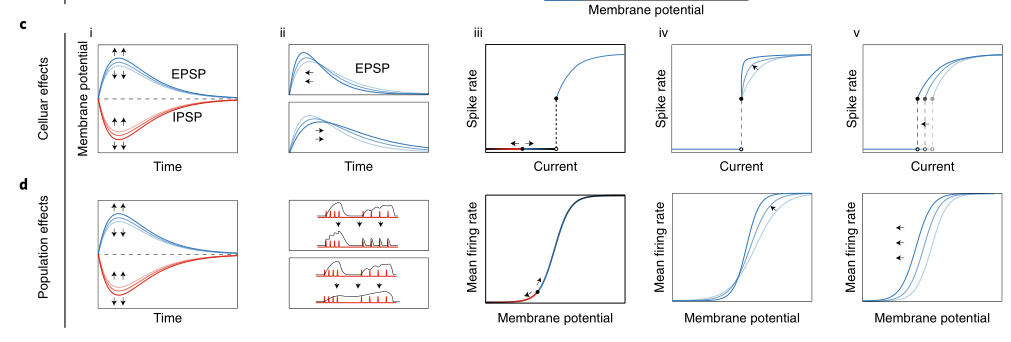 Membrane potential
c
Cellular effects
i
Membrane potential
EPSP
IPSP
Time
ii
EPSP
Time
iii
Spike rate
Current
iv
Spike rate
Current
v
Spike rate
Current
d
Population effects
Time
Mean firing rate
Membrane potential
Mean firing rate
Membrane potential
Mean firing rate
Membrane potential